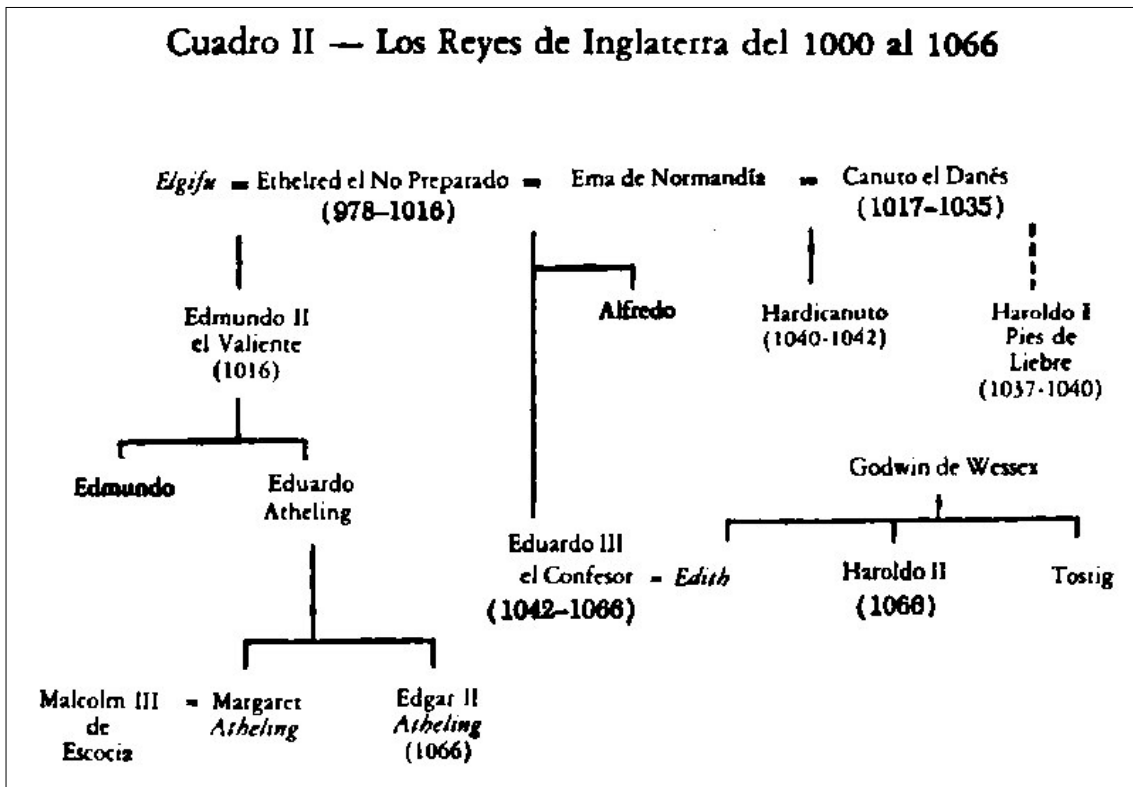 Cuadro II — Los Reyes de Inglaterra del 1000 al 1066
Elgifu = Ethelred el No Preparado = Ema de Normandía = Canuto el Danés
(978–1016) (1017–1035)
Edmundo II
el Valiente
(1016)
Alfredo
Hardicanuto
(1040-1042)
Haroldo I
Pies de
Liebre
(1037-1040)
Edmundo
Eduardo
Atheling
Godwin de Wessex
Eduardo III
el Confesor = Edith
(1042–1066)
Haroldo II
(1066)
Tostig
Malcolm III = Margaret
de Atheling
Escocia
Edgar II
Atheling
(1066)